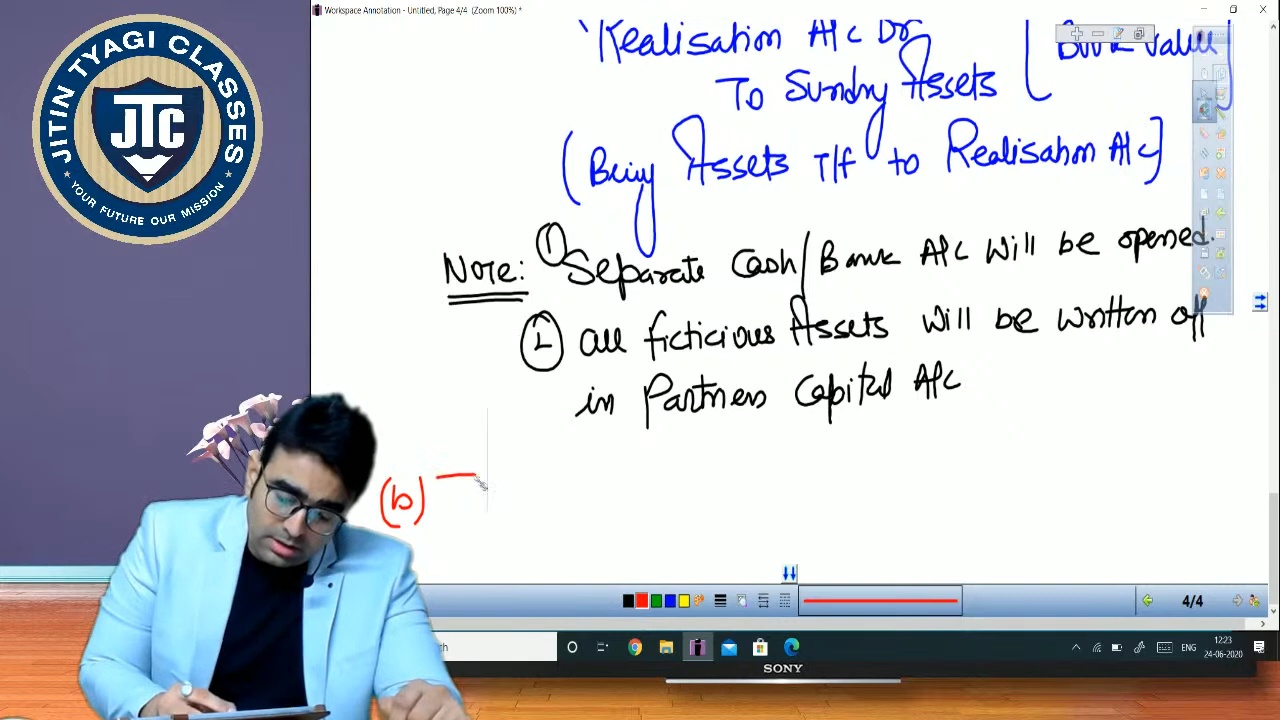 Workspace Annotation - Untitled, Page 4/4 (Zoom 100%) *
JITIN TYAGI CLASSES
JTC
YOUR FUTURE OUR MISSION
Realisation A/c Dr
Book Value
To Sundry Assets
(Being Assets T/f to Realisation A/c]
Note: ① Separate Cash/Bank A/c will be opened.
② all ficticious Assets will be written off
in Partners Capital A/c
(b)
4/4
12:23
ENG
24-06-2020
SONY